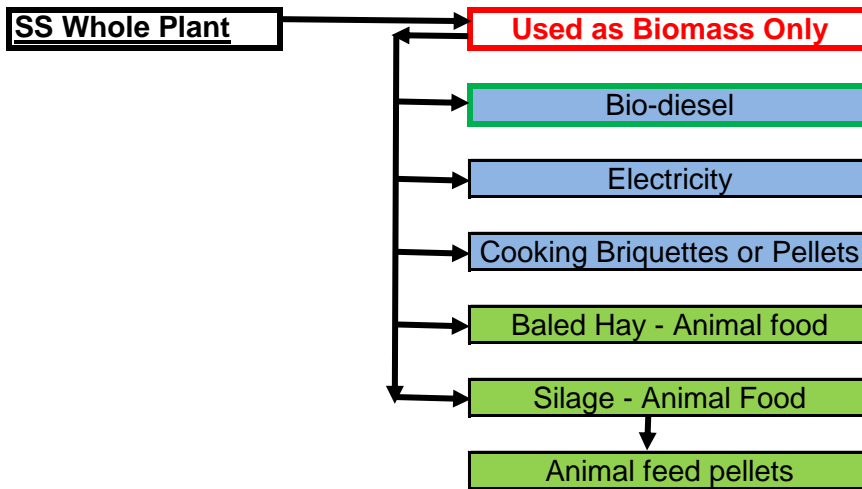 SS Whole Plant
Used as Biomass Only
Bio-diesel
Electricity
Cooking Briquettes or Pellets
Baled Hay - Animal food
Silage - Animal Food
Animal feed pellets